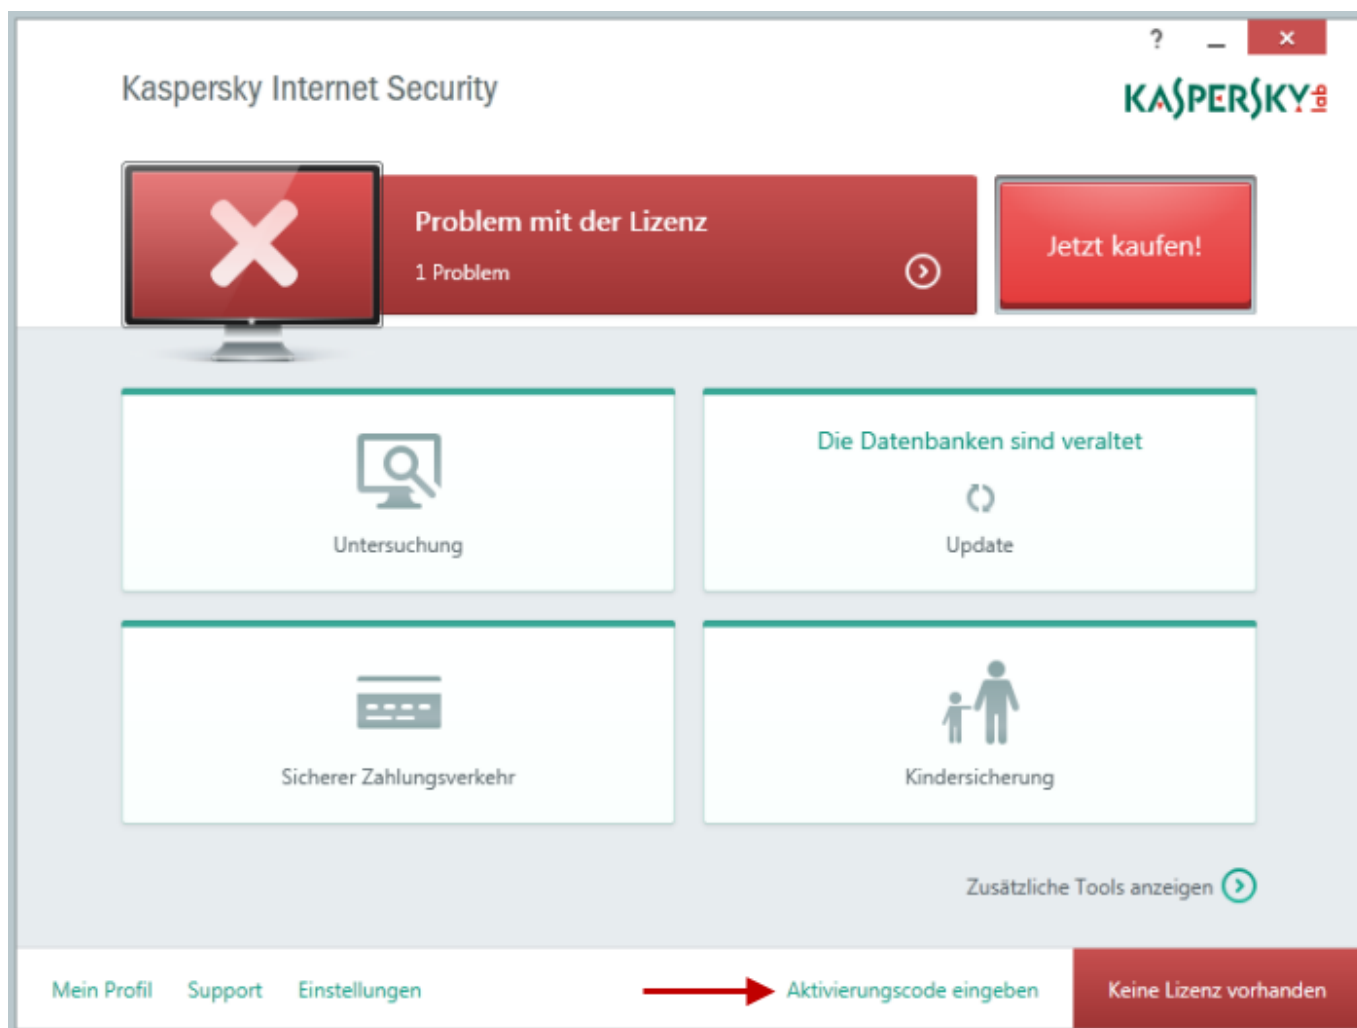 ?
Kaspersky Internet Security
KASPERSKY lab
Problem mit der Lizenz
1 Problem
Jetzt kaufen!
Untersuchung
Die Datenbanken sind veraltet
Update
Sicherer Zahlungsverkehr
Kindersicherung
Zusätzliche Tools anzeigen
Mein Profil Support Einstellungen Aktivierungscode eingeben Keine Lizenz vorhanden